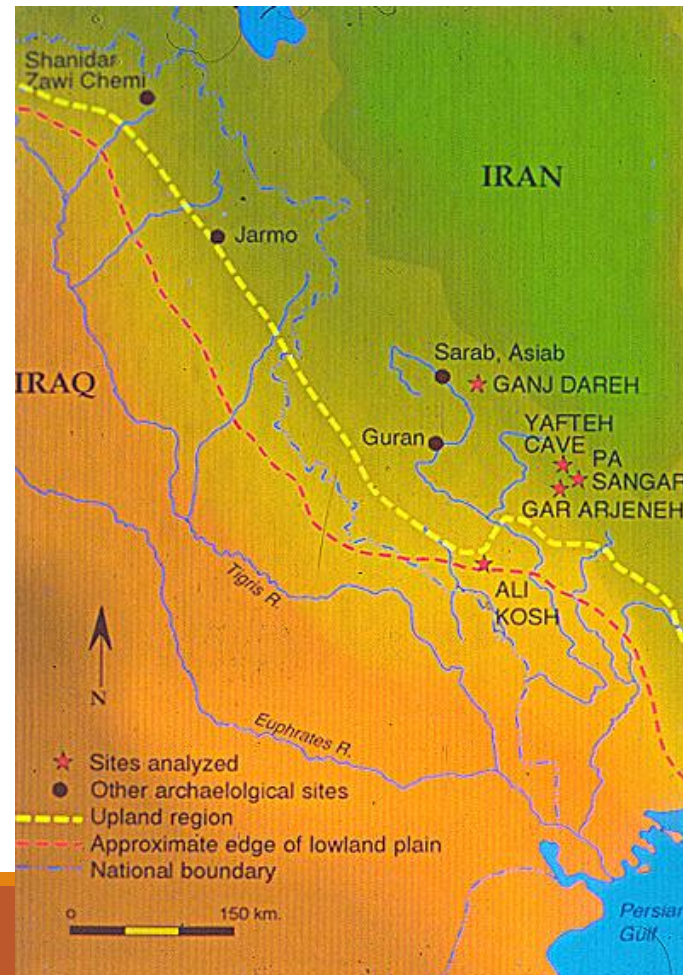 Shanidar
Zawi Chemi
IRAN
Jarmo
Sarab, Asiab
IRAQ
GANJ DAREH
YAFTEH
CAVE
Guran
PA
SANGAR
GAR ARJENEH
ALI
KOSH
Tigris R.
N
Euphrates R.
Sites analyzed
Other archaelolgical sites
Upland region
Approximate edge of lowland plain
National boundary
0 150 km.
Persian
Gulf